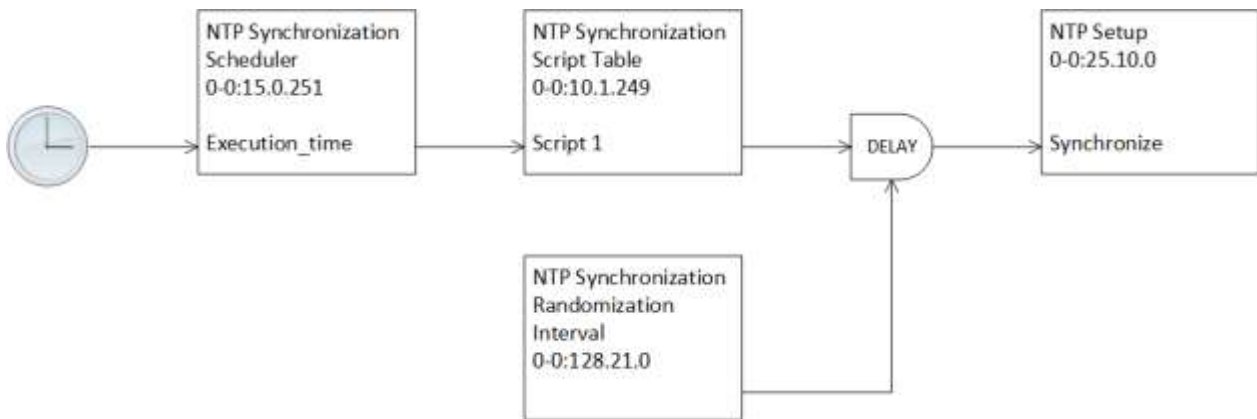 NTP Synchronization
Scheduler
0-0:15.0.251
Execution_time
NTP Synchronization
Script Table
0-0:10.1.249
Script 1
DELAY
NTP Setup
0-0:25.10.0
Synchronize
NTP Synchronization
Randomization
Interval
0-0:128.21.0